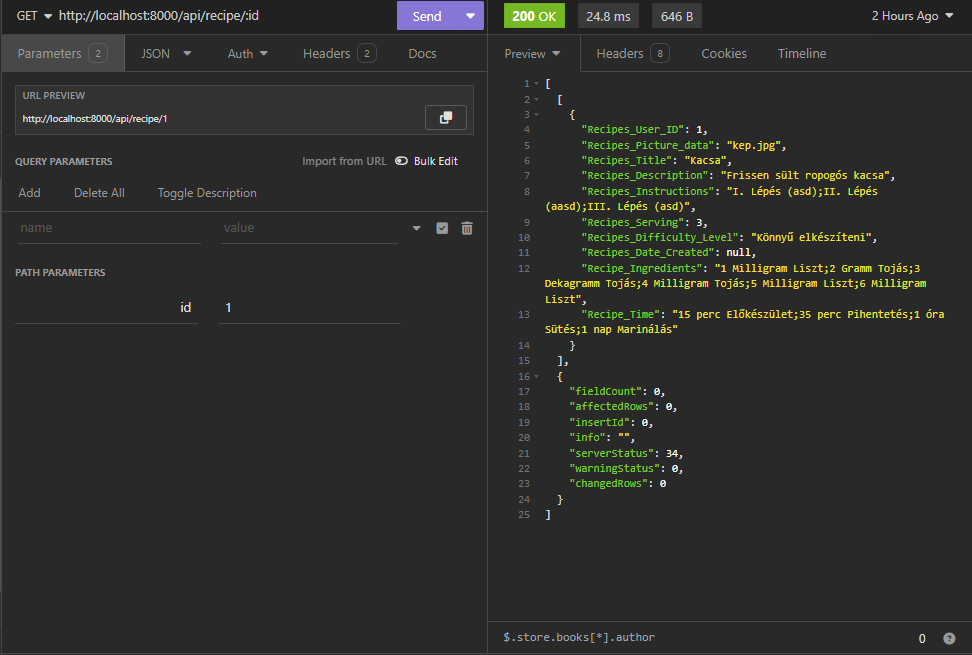 GET http://localhost:8000/api/recipe/:id Send 200 OK 24.8 ms 646 B 2 Hours Ago
Parameters 2 JSON Auth Headers 2 Docs Preview Headers 8 Cookies Timeline
URL PREVIEW
http://localhost:8000/api/recipe/1
QUERY PARAMETERS Import from URL Bulk Edit
Add Delete All Toggle Description
name value
PATH PARAMETERS
id 1
1 [
2 [
3 {
4 "Recipes_User_ID": 1,
5 "Recipes_Picture_data": "kep.jpg",
6 "Recipes_Title": "Kacsa",
7 "Recipes_Description": "Frissen sült ropogós kacsa",
8 "Recipes_Instructions": "I. Lépés (asd);II. Lépés
(aasd);III. Lépés (asd)",
9 "Recipes_Serving": 3,
10 "Recipes_Difficulty_Level": "Könnyű elkészíteni",
11 "Recipes_Date_Created": null,
12 "Recipe_Ingredients": "1 Milligram Liszt;2 Gramm Tojás;3
Dekagramm Tojás;4 Milligram Tojás;5 Milligram Liszt;6 Milligram
Liszt",
13 "Recipe_Time": "15 perc Előkészület;35 perc Pihentetés;1 óra
Sütés;1 nap Marinálás"
14 }
15 ],
16 {
17 "fieldCount": 0,
18 "affectedRows": 0,
19 "insertId": 0,
20 "info": "",
21 "serverStatus": 34,
22 "warningStatus": 0,
23 "changedRows": 0
24 }
25 ]
$.store.books[*].author 0 ?